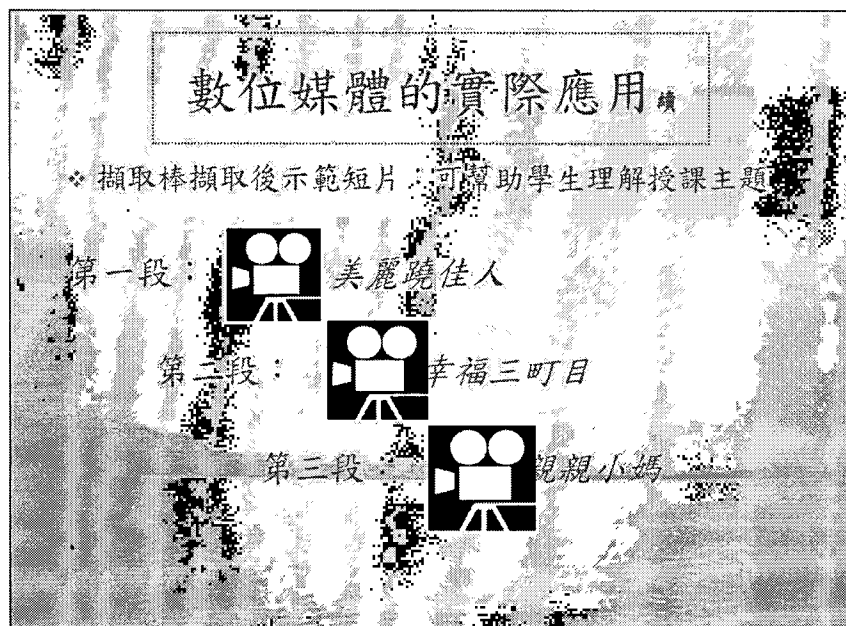 數位媒體的實際應用續
❖ 擷取棒擷取後示範短片：可幫助學生理解授課主題
第一段： 美麗蹺佳人
第二段： 幸福三町目
第三段： 親親小媽